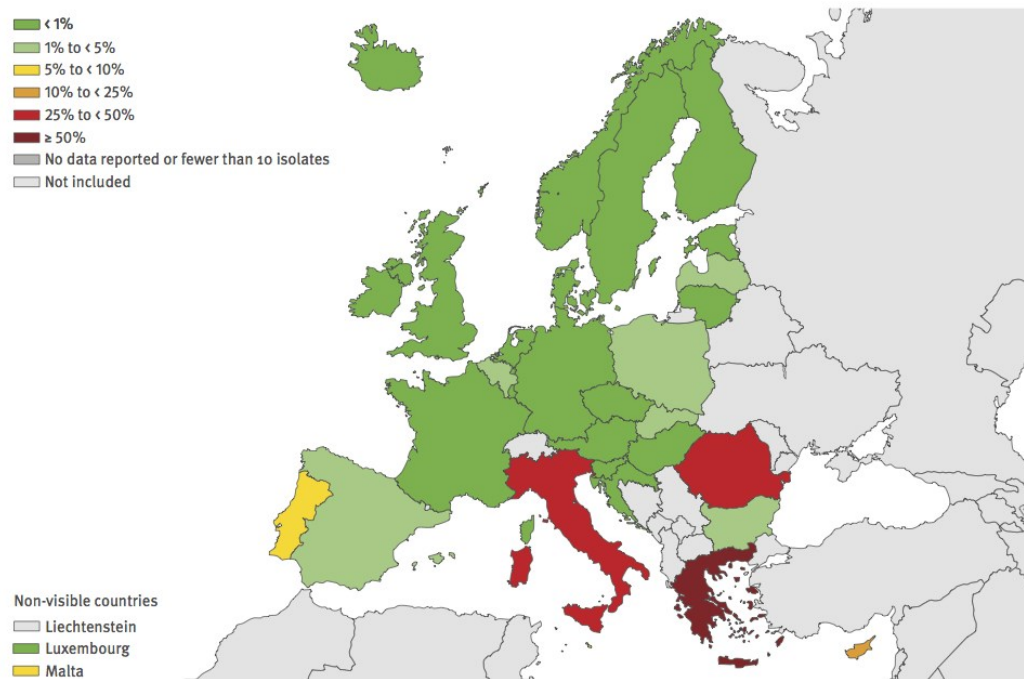 < 1%
1% to < 5%
5% to < 10%
10% to < 25%
25% to < 50%
≥ 50%
No data reported or fewer than 10 isolates
Not included
Non-visible countries
Liechtenstein
Luxembourg
Malta